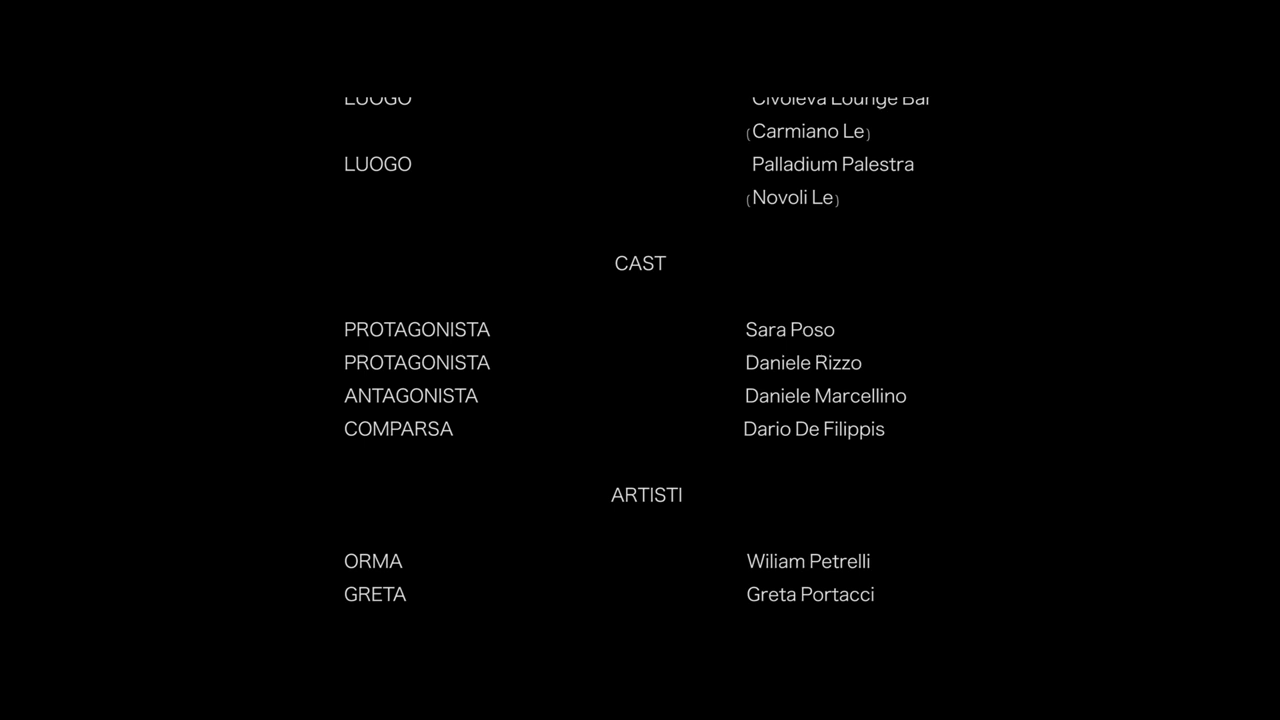 LUOGO Civoleva Lounge Bar
(Carmiano Le)
LUOGO Palladium Palestra
(Novoli Le)
CAST
PROTAGONISTA Sara Poso
PROTAGONISTA Daniele Rizzo
ANTAGONISTA Daniele Marcellino
COMPARSA Dario De Filippis
ARTISTI
ORMA Wiliam Petrelli
GRETA Greta Portacci